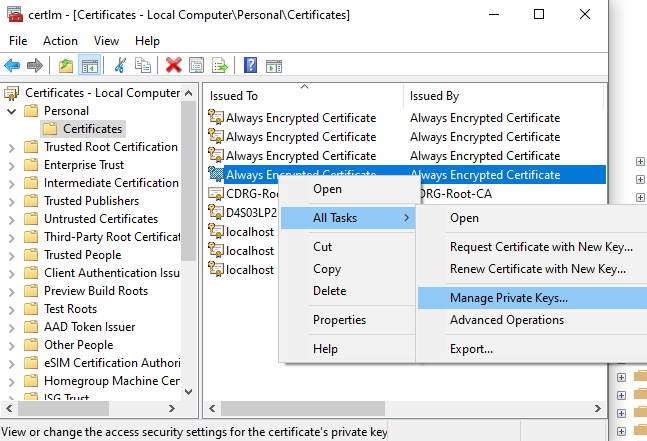 certlm - [Certificates - Local Computer\Personal\Certificates]
File Action View Help
Certificates - Local Computer
Personal
Certificates
Trusted Root Certification
Enterprise Trust
Intermediate Certification
Trusted Publishers
Untrusted Certificates
Third-Party Root Certificat
Trusted People
Client Authentication Issu
Preview Build Roots
Test Roots
AAD Token Issuer
Other People
eSIM Certification Authori
Homegroup Machine Cer
ISG Trust
Issued To Issued By
Always Encrypted Certificate Always Encrypted Certificate
Always Encrypted Certificate Always Encrypted Certificate
Always Encrypted Certificate Always Encrypted Certificate
Always Encrypted Certificate Always Encrypted Certificate
CDRG-Roo DRG-Root-CA
D4S03LP2
localhost
localhost
Open
All Tasks
Cut
Copy
Delete
Properties
Help
Open
Request Certificate with New Key...
Renew Certificate with New Key...
Manage Private Keys...
Advanced Operations
Export...
View or change the access security settings for the certificate's private key